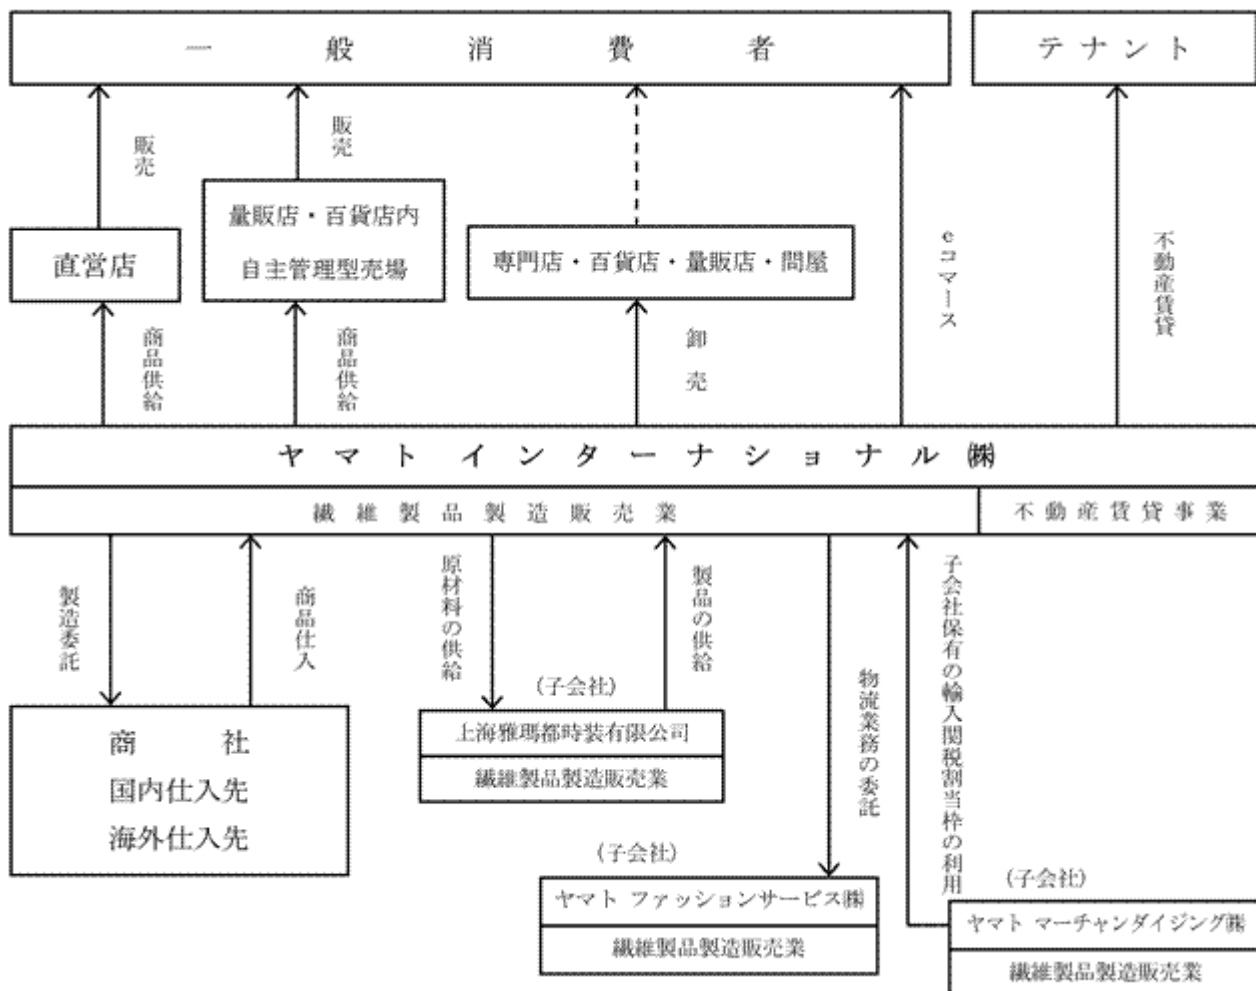 一般消費者
テナント
販売
販売
量販店・百貨店内
自主管理型売場
直営店
専門店・百貨店・量販店・問屋
eコマース
不動産賃貸
商品供給
商品供給
卸売
ヤマトインターナショナル㈱
繊維製品製造販売業
不動産賃貸事業
製造委託
商品仕入
原材料の供給
製品の供給
物流業務の委託
子会社保有の輸入関税割当枠の利用
商社
国内仕入先
海外仕入先
(子会社)
上海雅瑪都時装有限公司
繊維製品製造販売業
(子会社)
ヤマト ファッションサービス㈱
繊維製品製造販売業
(子会社)
ヤマト マーチャンダイジング㈱
繊維製品製造販売業